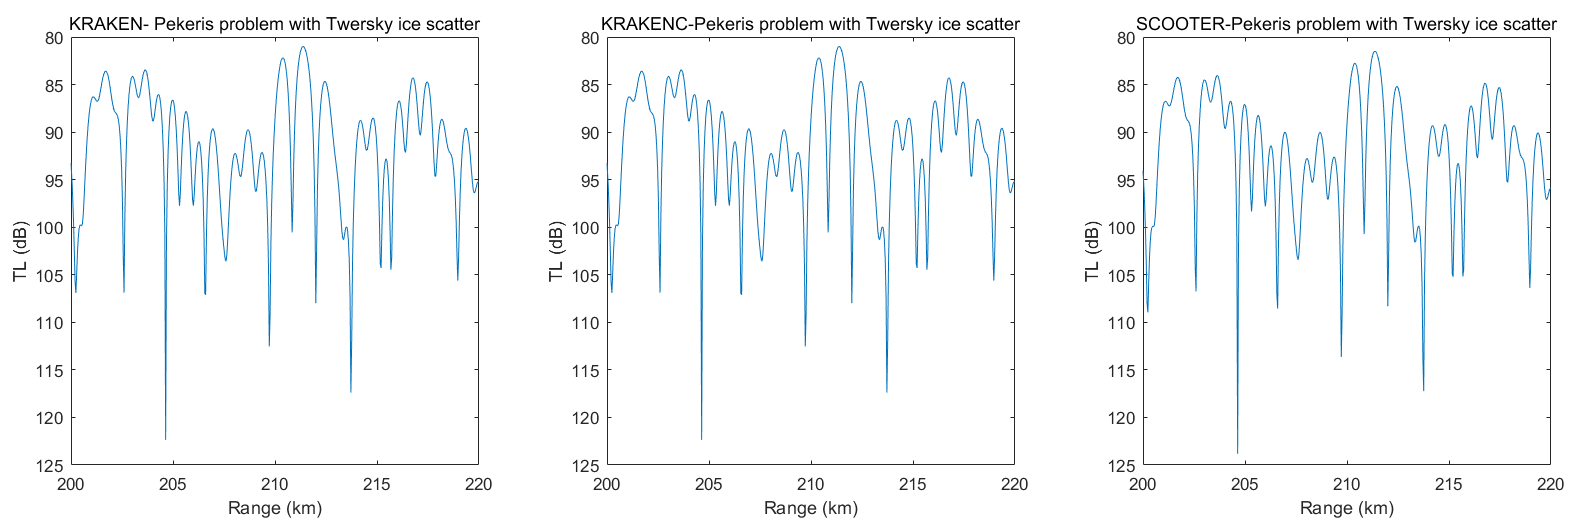 KRAKEN- Pekeris problem with Twersky ice scatter
80
85
90
95
100
105
110
115
120
125
TL (dB)
200 205 210 215 220
Range (km)
KRAKENC-Pekeris problem with Twersky ice scatter
80
85
90
95
100
105
110
115
120
125
TL (dB)
200 205 210 215 220
Range (km)
SCOOTER-Pekeris problem with Twersky ice scatter
80
85
90
95
100
105
110
115
120
125
TL (dB)
200 205 210 215 220
Range (km)